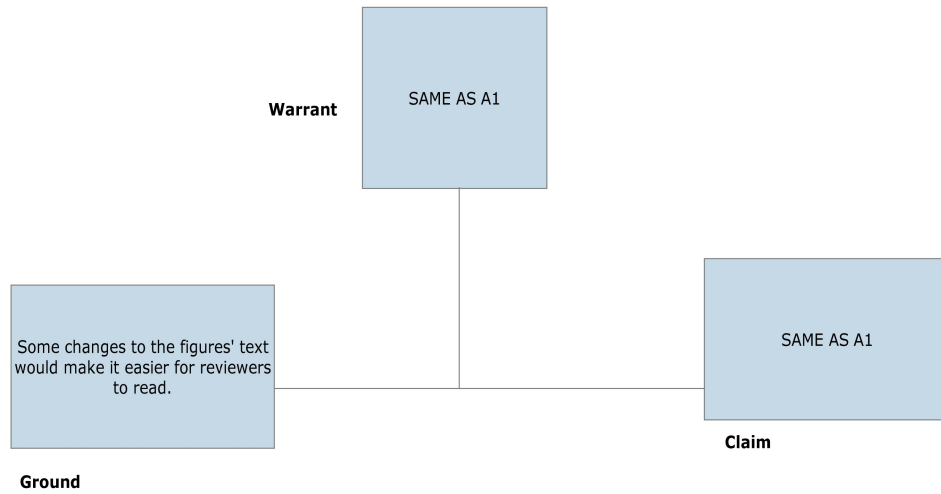 SAME AS A1
Warrant
Some changes to the figures' text
would make it easier for reviewers
to read.
SAME AS A1
Claim
Ground